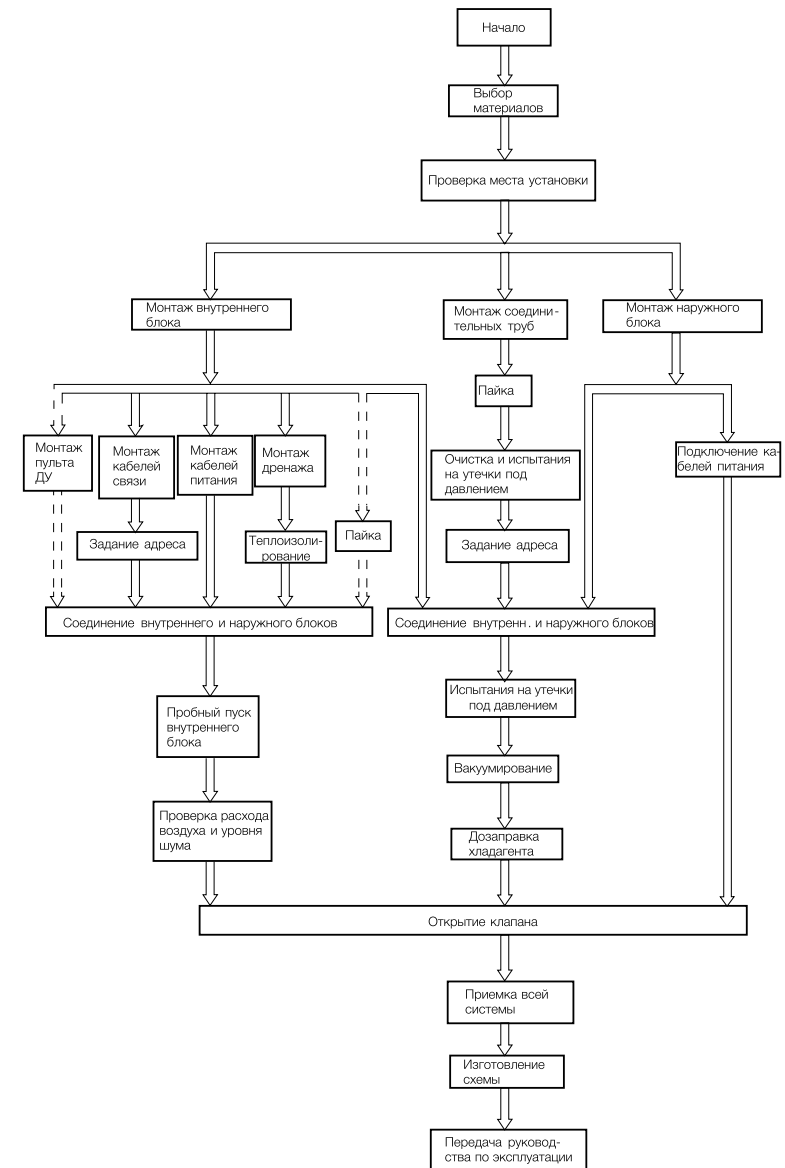 Начало
Выбор
материалов
Проверка места установки
Монтаж внутреннего
блока
Монтаж соедини-
тельных труб
Монтаж наружного
блока
Пайка
Монтаж
пульта
ДУ
Монтаж
кабелей
связи
Монтаж
кабелей
питания
Монтаж
дренажа
Очистка и испытания
на утечки под
давлением
Подключение ка-
белей питания
Задание адреса
Теплоизоли-
рование
Пайка
Задание адреса
Соединение внутреннего и наружного блоков
Соединение внутренн. и наружного блоков
Испытания на утечки
под давлением
Пробный пуск
внутреннего
блока
Вакуумирование
Проверка расхода
воздуха и уровня
шума
Дозаправка
хладагента
Открытие клапана
Приемка всей
системы
Изготовление
схемы
Передача руковод-
ства по эксплуатации